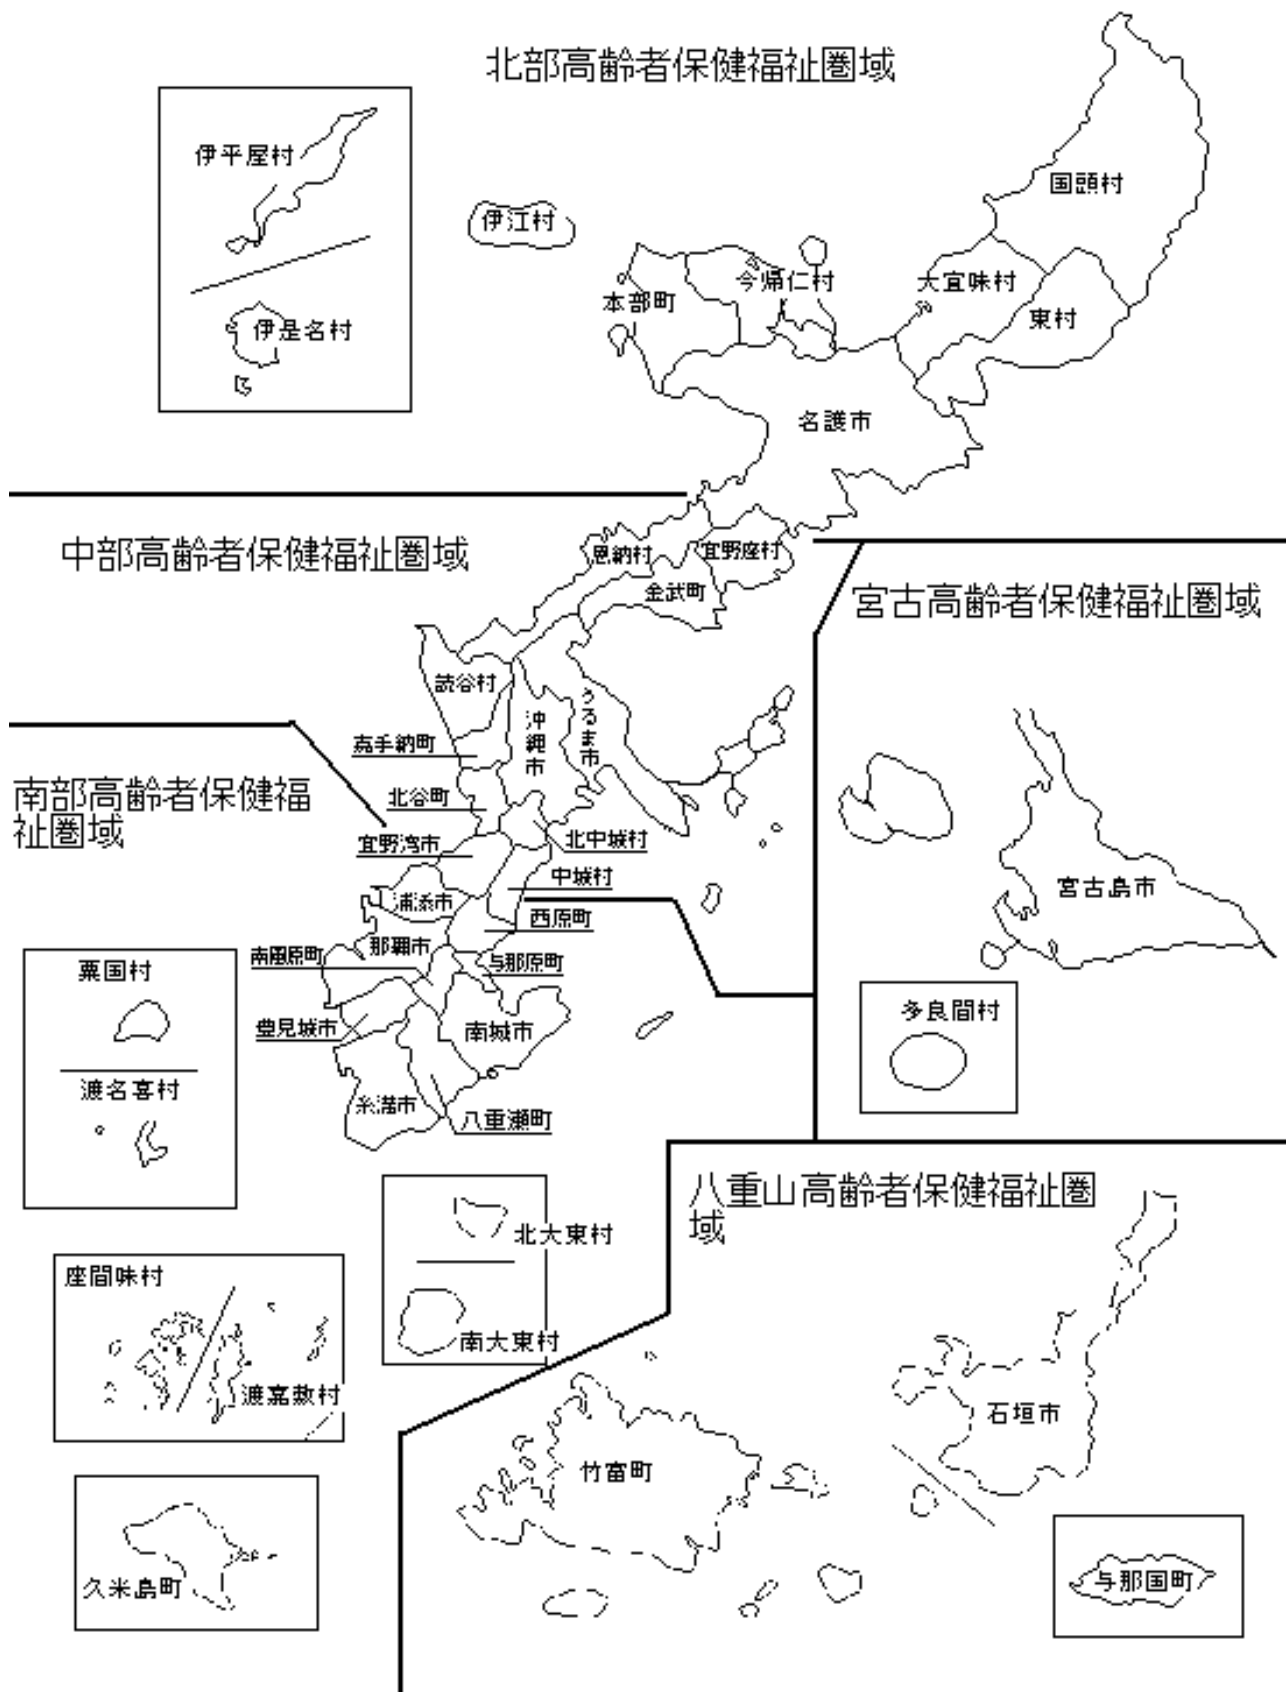 北部高齢者保健福祉圏域
伊平屋村
伊是名村
伊江村
国頭村
今帰仁村
大宜味村
本部町
東村
名護市
中部高齢者保健福祉圏域
恩納村
宜野座村
金武町
宮古高齢者保健福祉圏域
読谷村
うるま市
沖縄市
嘉手納町
南部高齢者保健福
祉圏域
北谷町
宜野湾市
北中城村
中城村
浦添市
西原町
那覇市
南風原町
与那原町
豊見城市
南城市
糸満市
八重瀬町
宮古島市
多良間村
粟国村
渡名喜村
北大東村
南大東村
座間味村
渡嘉敷村
久米島町
八重山高齢者保健福祉圏
域
石垣市
竹富町
与那国町